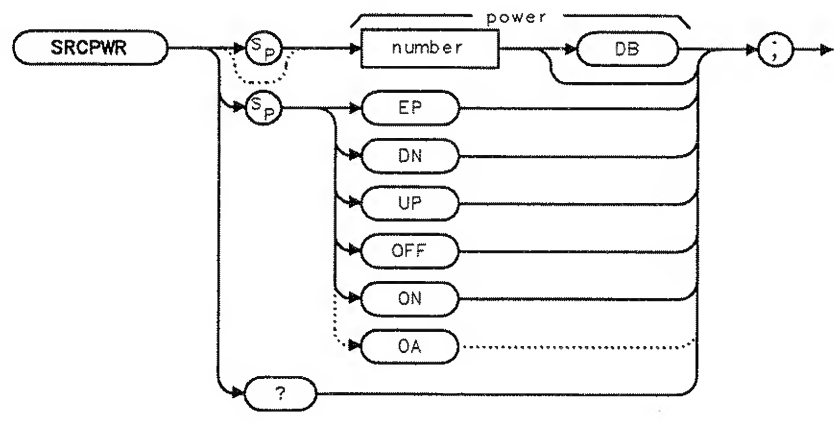 power
SRCPWR SP number DB ;
SP EP
DN
UP
OFF
ON
OA
?